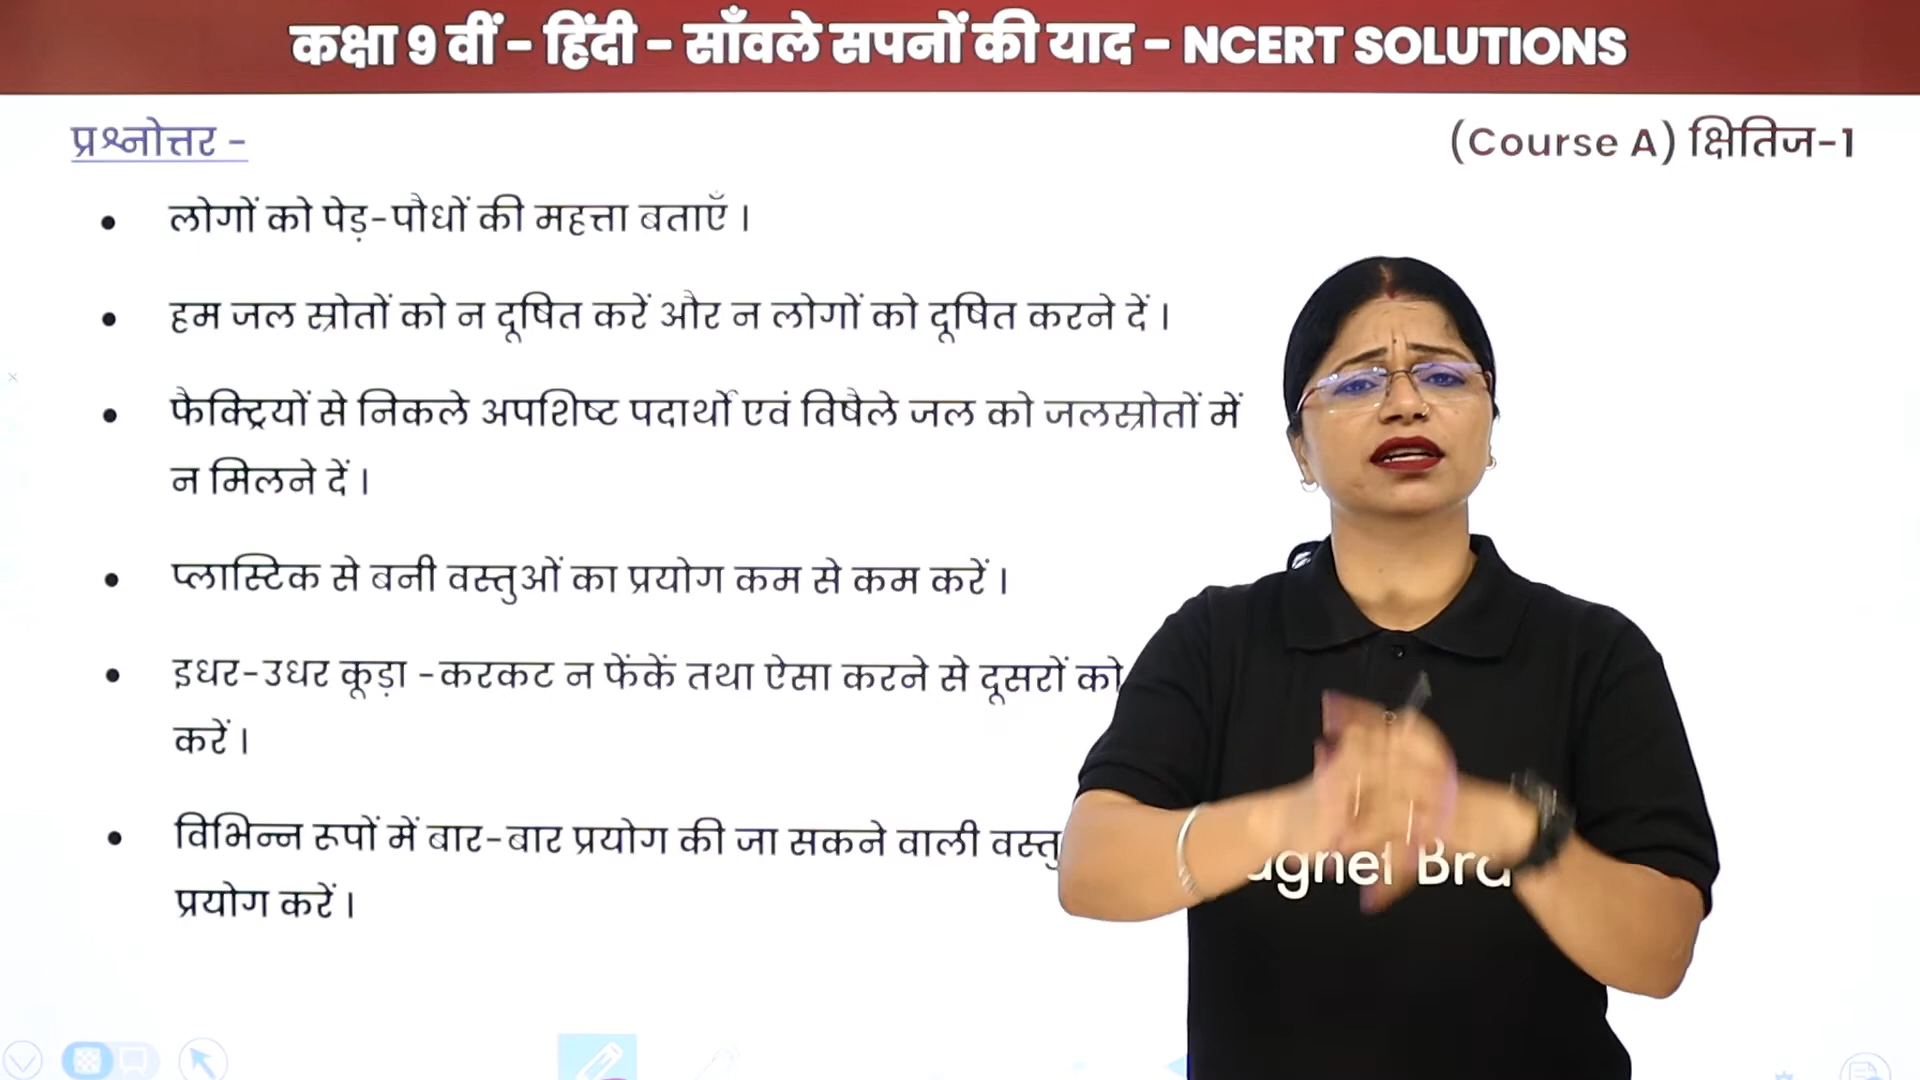 कक्षा 9 वीं - हिंदी - साँवले सपनों की याद - NCERT SOLUTIONS
प्रश्नोत्तर -
(Course A) क्षितिज-1
• लोगों को पेड़-पौधों की महत्ता बताएँ ।
• हम जल स्रोतों को न दूषित करें और न लोगों को दूषित करने दें ।
• फैक्ट्रियों से निकले अपशिष्ट पदार्थों एवं विषैले जल को जलस्रोतों में
न मिलने दें ।
• प्लास्टिक से बनी वस्तुओं का प्रयोग कम से कम करें ।
• इधर-उधर कूड़ा -करकट न फेंकें तथा ऐसा करने से दूसरों को
करें ।
• विभिन्न रूपों में बार-बार प्रयोग की जा सकने वाली
प्रयोग करें ।